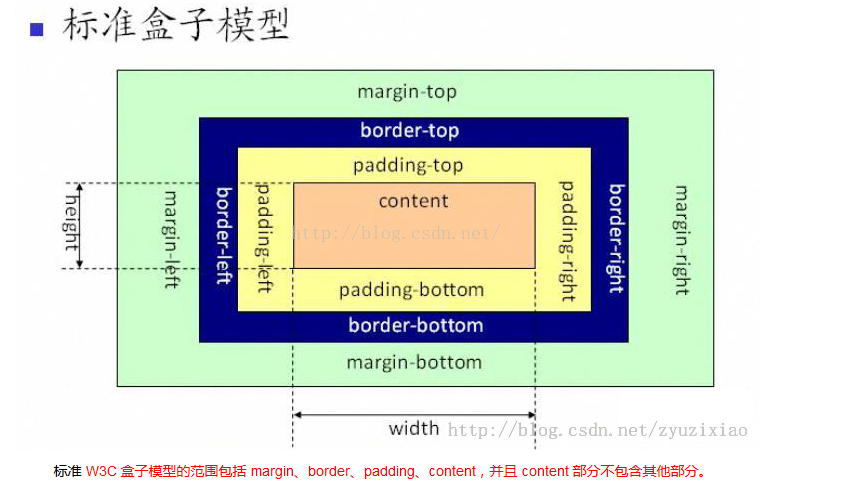 标准盒子模型
margin-top
border-top
padding-top
height
margin-left
border-left
padding-left
content
padding-right
border-right
margin-right
http://blog.csdn.net/
padding-bottom
border-bottom
margin-bottom
width
http://blog.csdn.net/zyuzixiao
标准 W3C 盒子模型的范围包括 margin、border、padding、content，并且 content 部分不包含其他部分。